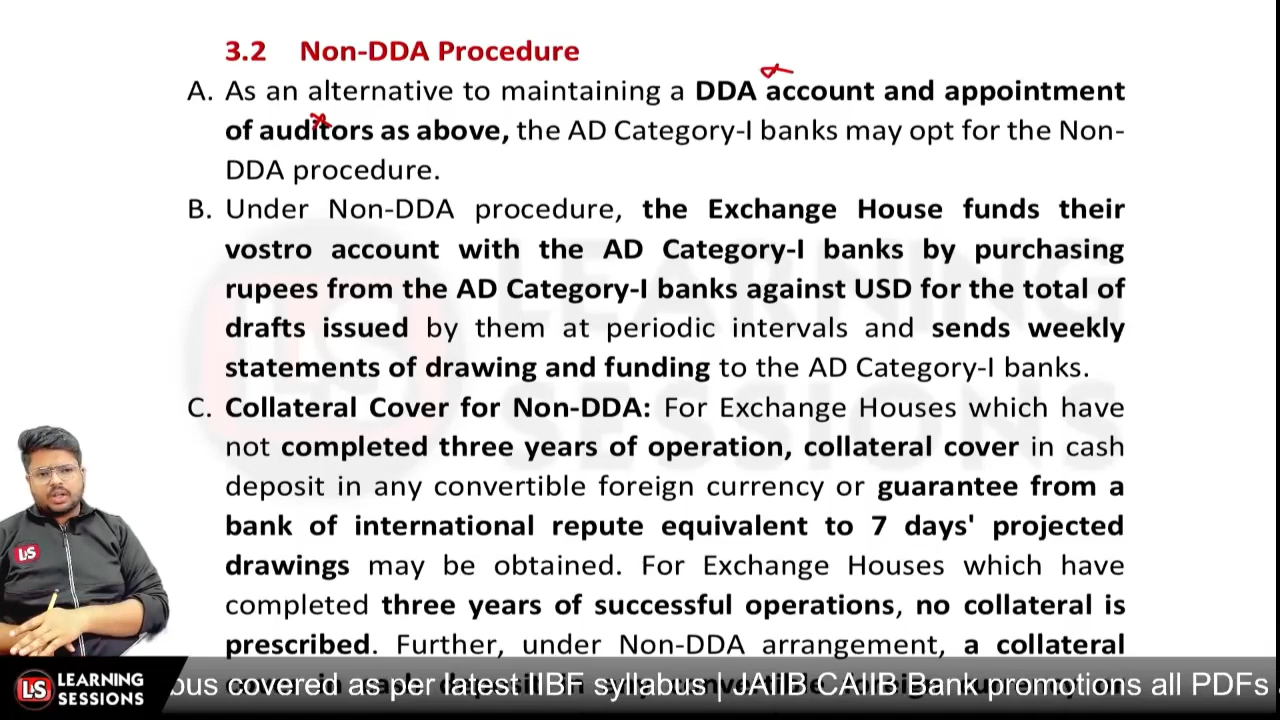 3.2 Non-DDA Procedure
A. As an alternative to maintaining a DDA account and appointment
of auditors as above, the AD Category-I banks may opt for the Non-
DDA procedure.
B. Under Non-DDA procedure, the Exchange House funds their
vostro account with the AD Category-I banks by purchasing
rupees from the AD Category-I banks against USD for the total of
drafts issued by them at periodic intervals and sends weekly
statements of drawing and funding to the AD Category-I banks.
C. Collateral Cover for Non-DDA: For Exchange Houses which have
not completed three years of operation, collateral cover in cash
deposit in any convertible foreign currency or guarantee from a
bank of international repute equivalent to 7 days' projected
drawings may be obtained. For Exchange Houses which have
completed three years of successful operations, no collateral is
prescribed. Further, under Non-DDA arrangement, a collateral
LEARNING
SESSIONS
LS
LS
LEARNING
SESSIONS
bus covered as per latest IIBF syllabus | JAIIB CAIIB Bank promotions all PDFs